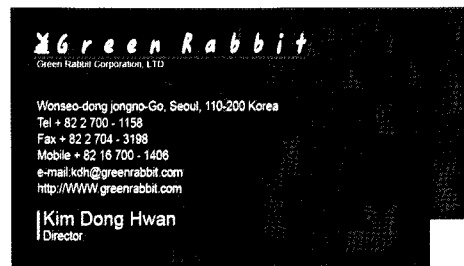 Green Rabbit
Green Rabbit Corporation, LTD
Wonseo-dong jongno-Go, Seoul, 110-200 Korea
Tel + 82 2 700 - 1158
Fax + 82 2 704 - 3198
Mobile + 82 16 700 - 1406
e-mail:kdh@greenrabbit.com
http://WWW.greenrabbit.com
Kim Dong Hwan
Director